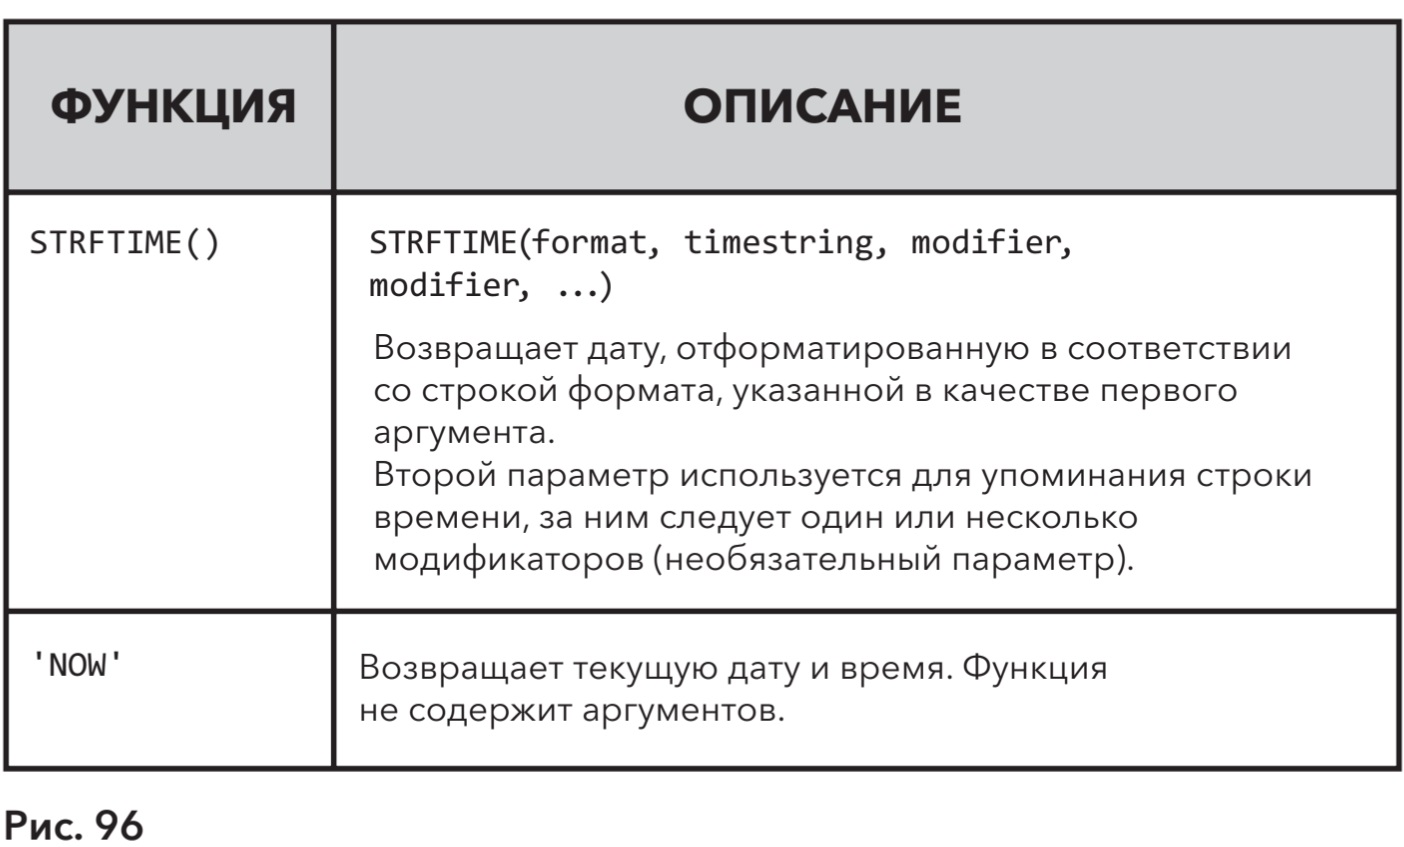 ФУНКЦИЯ
ОПИСАНИЕ
STRFTIME()
STRFTIME(format, timestring, modifier,
modifier, ...)
Возвращает дату, отформатированную в соответствии
со строкой формата, указанной в качестве первого
аргумента.
Второй параметр используется для упоминания строки
времени, за ним следует один или несколько
модификаторов (необязательный параметр).
'NOW'
Возвращает текущую дату и время. Функция
не содержит аргументов.
Рис. 96